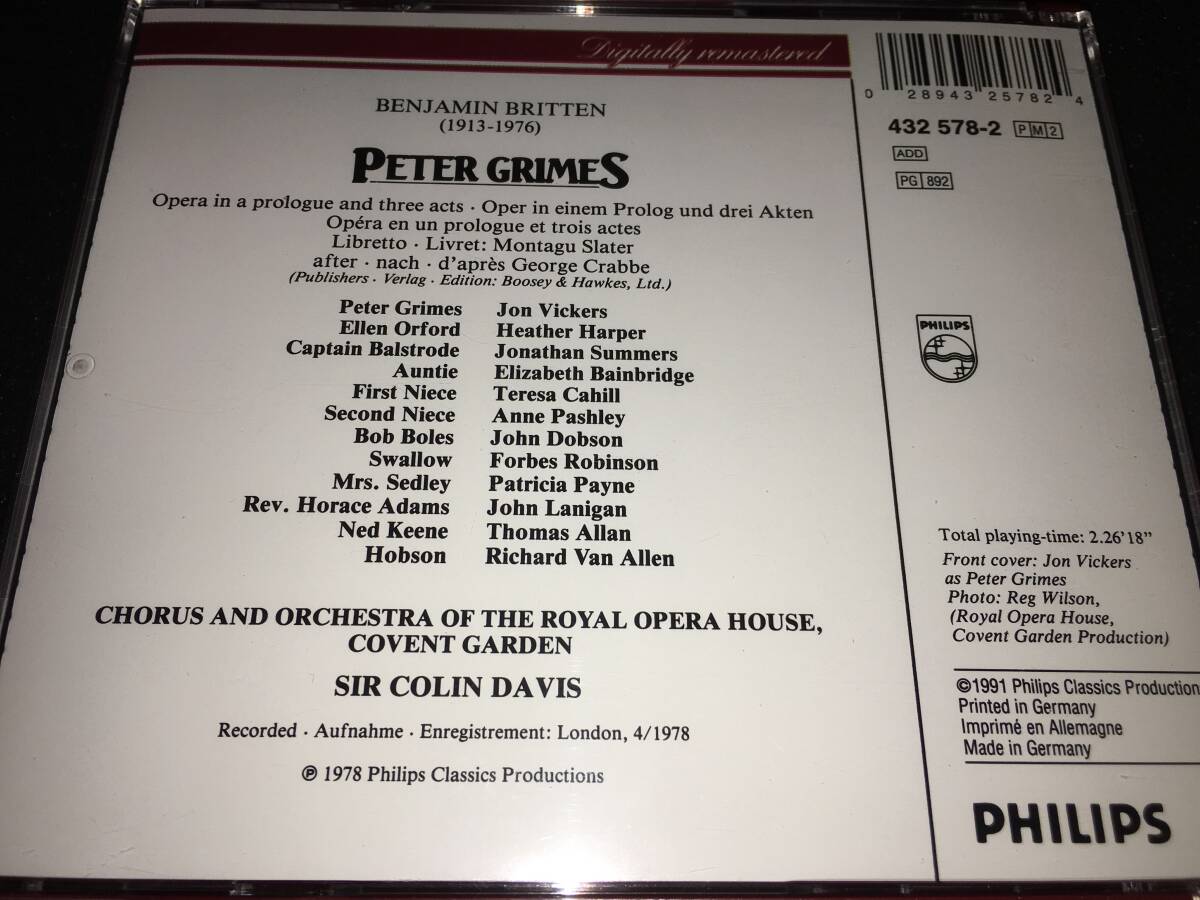 Digitally remastered
BENJAMIN BRITTEN
(1913-1976)
PETER GRIMES
Opera in a prologue and three acts · Oper in einem Prolog und drei Akten
Opéra en un prologue et trois actes
Libretto · Livret: Montagu Slater
after · nach · d'après George Crabbe
(Publishers · Verlag · Edition: Boosey & Hawkes, Ltd.)
Peter Grimes Jon Vickers
Ellen Orford Heather Harper
Captain Balstrode Jonathan Summers
Auntie Elizabeth Bainbridge
First Niece Teresa Cahill
Second Niece Anne Pashley
Bob Boles John Dobson
Swallow Forbes Robinson
Mrs. Sedley Patricia Payne
Rev. Horace Adams John Lanigan
Ned Keene Thomas Allan
Hobson Richard Van Allen
CHORUS AND ORCHESTRA OF THE ROYAL OPERA HOUSE,
COVENT GARDEN
SIR COLIN DAVIS
Recorded · Aufnahme · Enregistrement: London, 4/1978
℗ 1978 Philips Classics Productions
0 28943 25782 4
432 578-2 PM2
ADD
PG 892
PHILIPS
Total playing-time: 2.26'18"
Front cover: Jon Vickers
as Peter Grimes
Photo: Reg Wilson,
(Royal Opera House,
Covent Garden Production)
©1991 Philips Classics Production
Printed in Germany
Imprimé en Allemagne
Made in Germany
PHILIPS